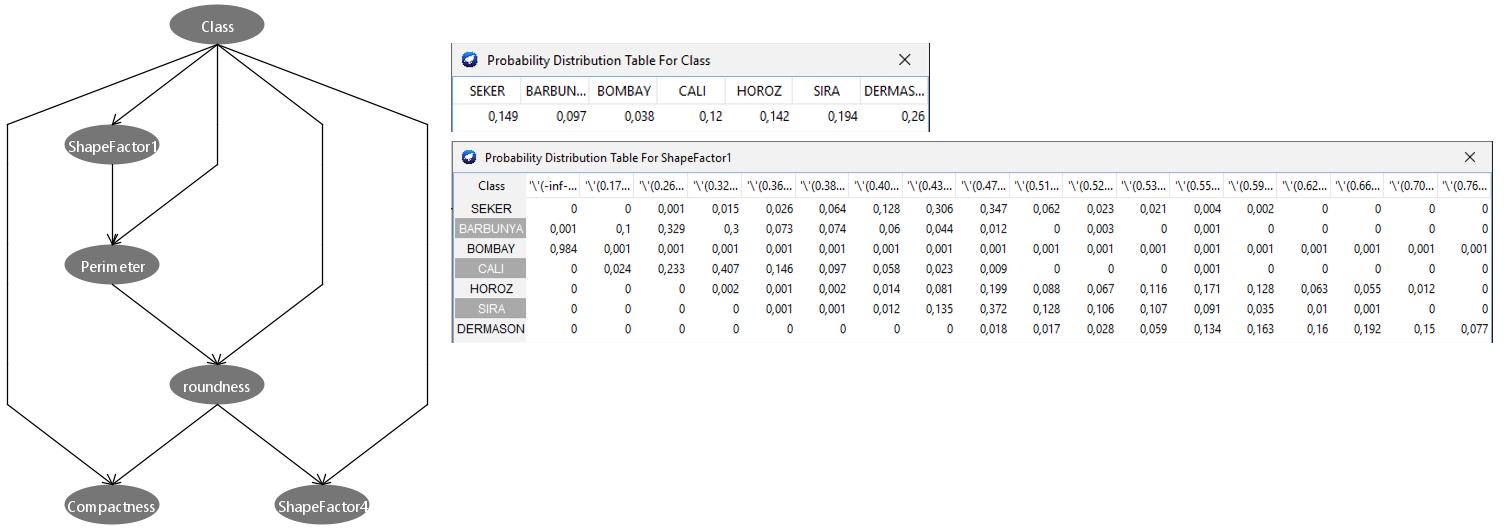 Class
ShapeFactor1
Perimeter
roundness
Compactness
ShapeFactor4
Probability Distribution Table For Class
SEKER BARBUN... BOMBAY CALI HOROZ SIRA DERMAS...
0,149 0,097 0,038 0,12 0,142 0,194 0,26
Probability Distribution Table For ShapeFactor1
Class '\'(-inf-... '\'(0.17... '\'(0.26... '\'(0.32... '\'(0.36... '\'(0.38... '\'(0.40... '\'(0.43... '\'(0.47... '\'(0.51... '\'(0.52... '\'(0.53... '\'(0.55... '\'(0.59... '\'(0.62... '\'(0.66... '\'(0.70... '\'(0.76...
SEKER 0 0 0,001 0,015 0,026 0,064 0,128 0,306 0,347 0,062 0,023 0,021 0,004 0,002 0 0 0 0
BARBUNYA 0,001 0,1 0,329 0,3 0,073 0,074 0,06 0,044 0,012 0 0,003 0 0,001 0 0 0 0 0
BOMBAY 0,984 0,001 0,001 0,001 0,001 0,001 0,001 0,001 0,001 0,001 0,001 0,001 0,001 0,001 0,001 0,001 0,001 0,001
CALI 0 0,024 0,233 0,407 0,146 0,097 0,058 0,023 0,009 0 0 0 0,001 0 0 0 0 0
HOROZ 0 0 0 0,002 0,001 0,002 0,014 0,081 0,199 0,088 0,067 0,116 0,171 0,128 0,063 0,055 0,012 0
SIRA 0 0 0 0 0,001 0,001 0,012 0,135 0,372 0,128 0,106 0,107 0,091 0,035 0,01 0,001 0 0
DERMASON 0 0 0 0 0 0 0 0 0,018 0,017 0,028 0,059 0,134 0,163 0,16 0,192 0,15 0,077